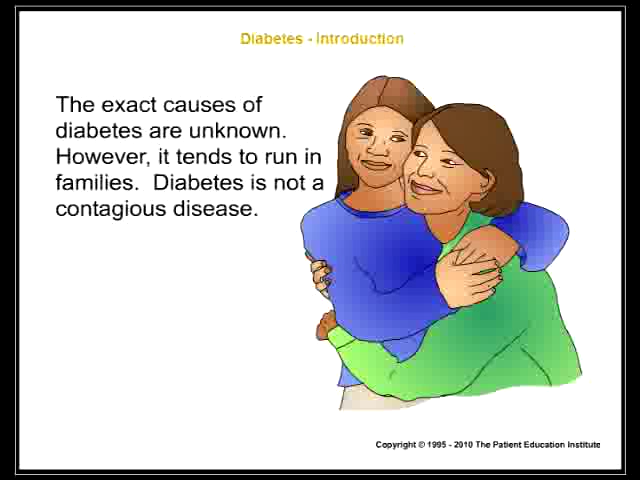 Diabetes - Introduction
The exact causes of
diabetes are unknown.
However, it tends to run in
families. Diabetes is not a
contagious disease.
Copyright © 1995 - 2010 The Patient Education Institute